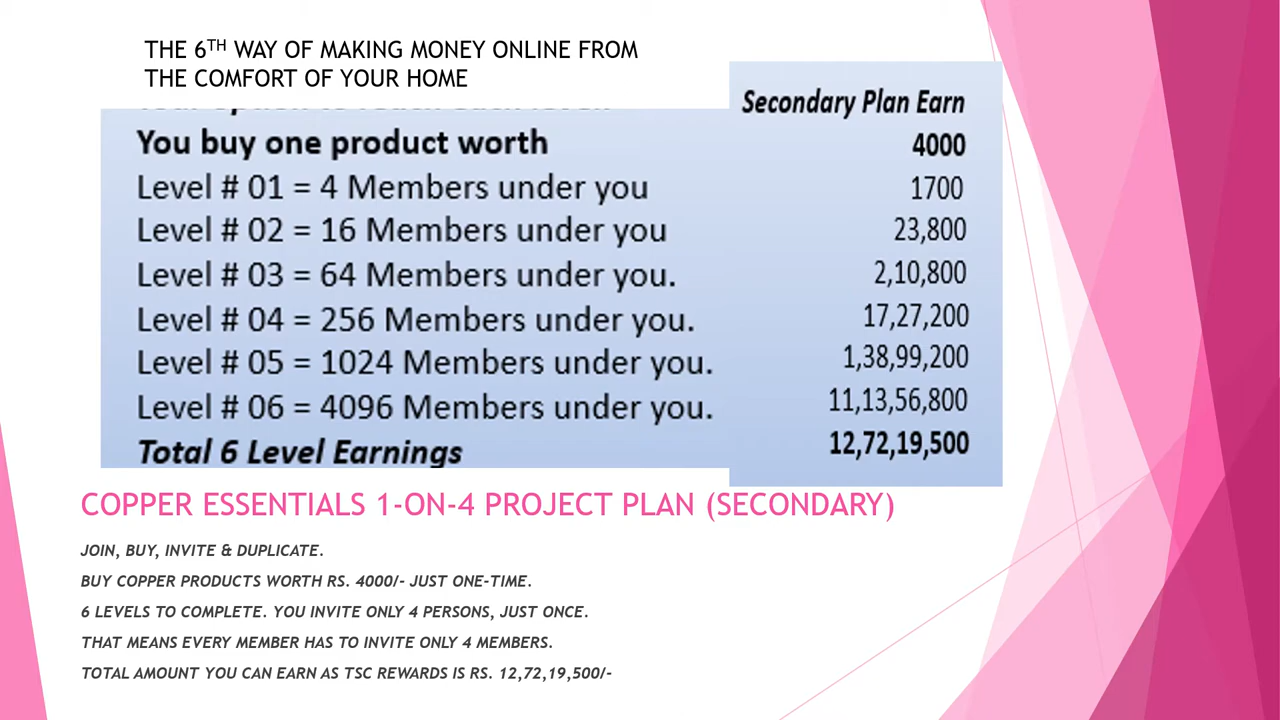 THE 6TH WAY OF MAKING MONEY ONLINE FROM
THE COMFORT OF YOUR HOME
Secondary Plan Earn
You buy one product worth 4000
Level # 01 = 4 Members under you 1700
Level # 02 = 16 Members under you 23,800
Level # 03 = 64 Members under you. 2,10,800
Level # 04 = 256 Members under you. 17,27,200
Level # 05 = 1024 Members under you. 1,38,99,200
Level # 06 = 4096 Members under you. 11,13,56,800
Total 6 Level Earnings 12,72,19,500
COPPER ESSENTIALS 1-ON-4 PROJECT PLAN (SECONDARY)
JOIN, BUY, INVITE & DUPLICATE.
BUY COPPER PRODUCTS WORTH RS. 4000/- JUST ONE-TIME.
6 LEVELS TO COMPLETE. YOU INVITE ONLY 4 PERSONS, JUST ONCE.
THAT MEANS EVERY MEMBER HAS TO INVITE ONLY 4 MEMBERS.
TOTAL AMOUNT YOU CAN EARN AS TSC REWARDS IS RS. 12,72,19,500/-